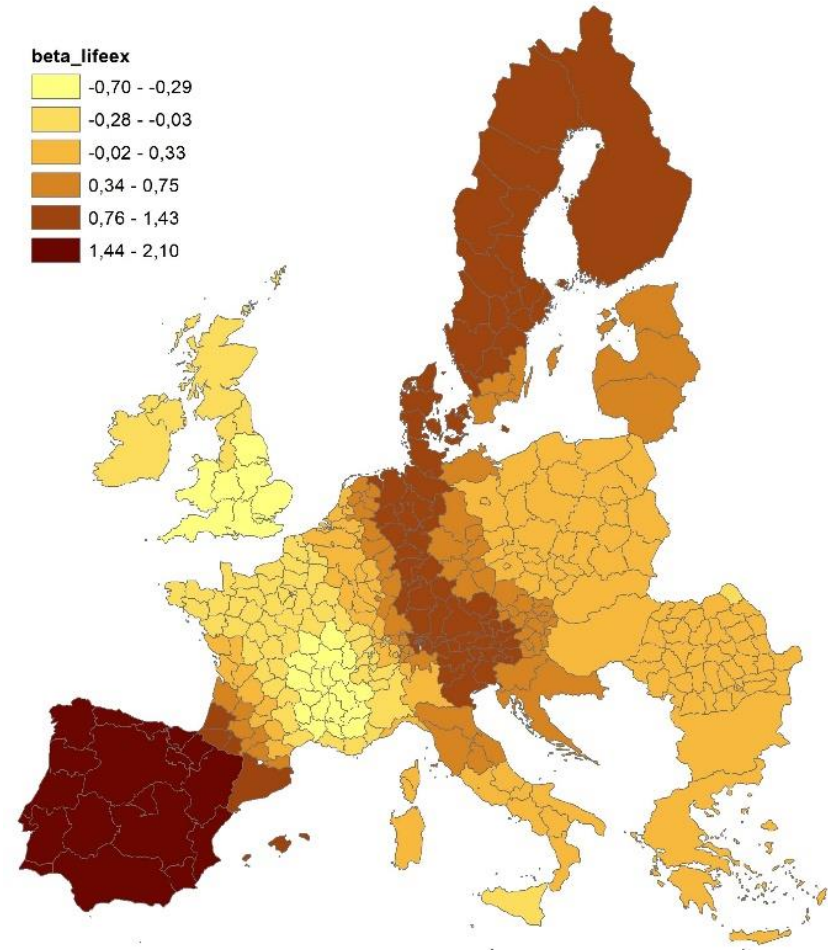 beta_lifeex
-0,70 - -0,29
-0,28 - -0,03
-0,02 - 0,33
0,34 - 0,75
0,76 - 1,43
1,44 - 2,10